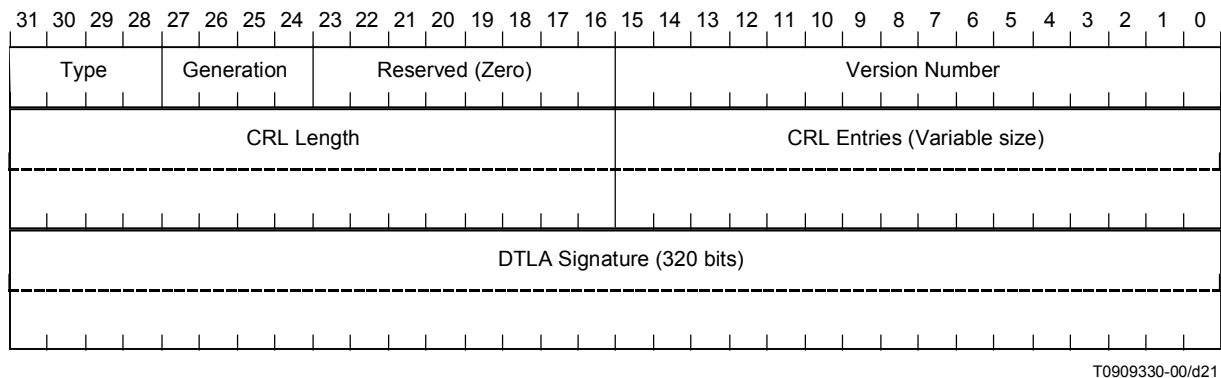 31 30 29 28 27 26 25 24 23 22 21 20 19 18 17 16 15 14 13 12 11 10 9 8 7 6 5 4 3 2 1 0
Type Generation Reserved (Zero) Version Number
CRL Length CRL Entries (Variable size)
DTLA Signature (320 bits)
T0909330-00/d21